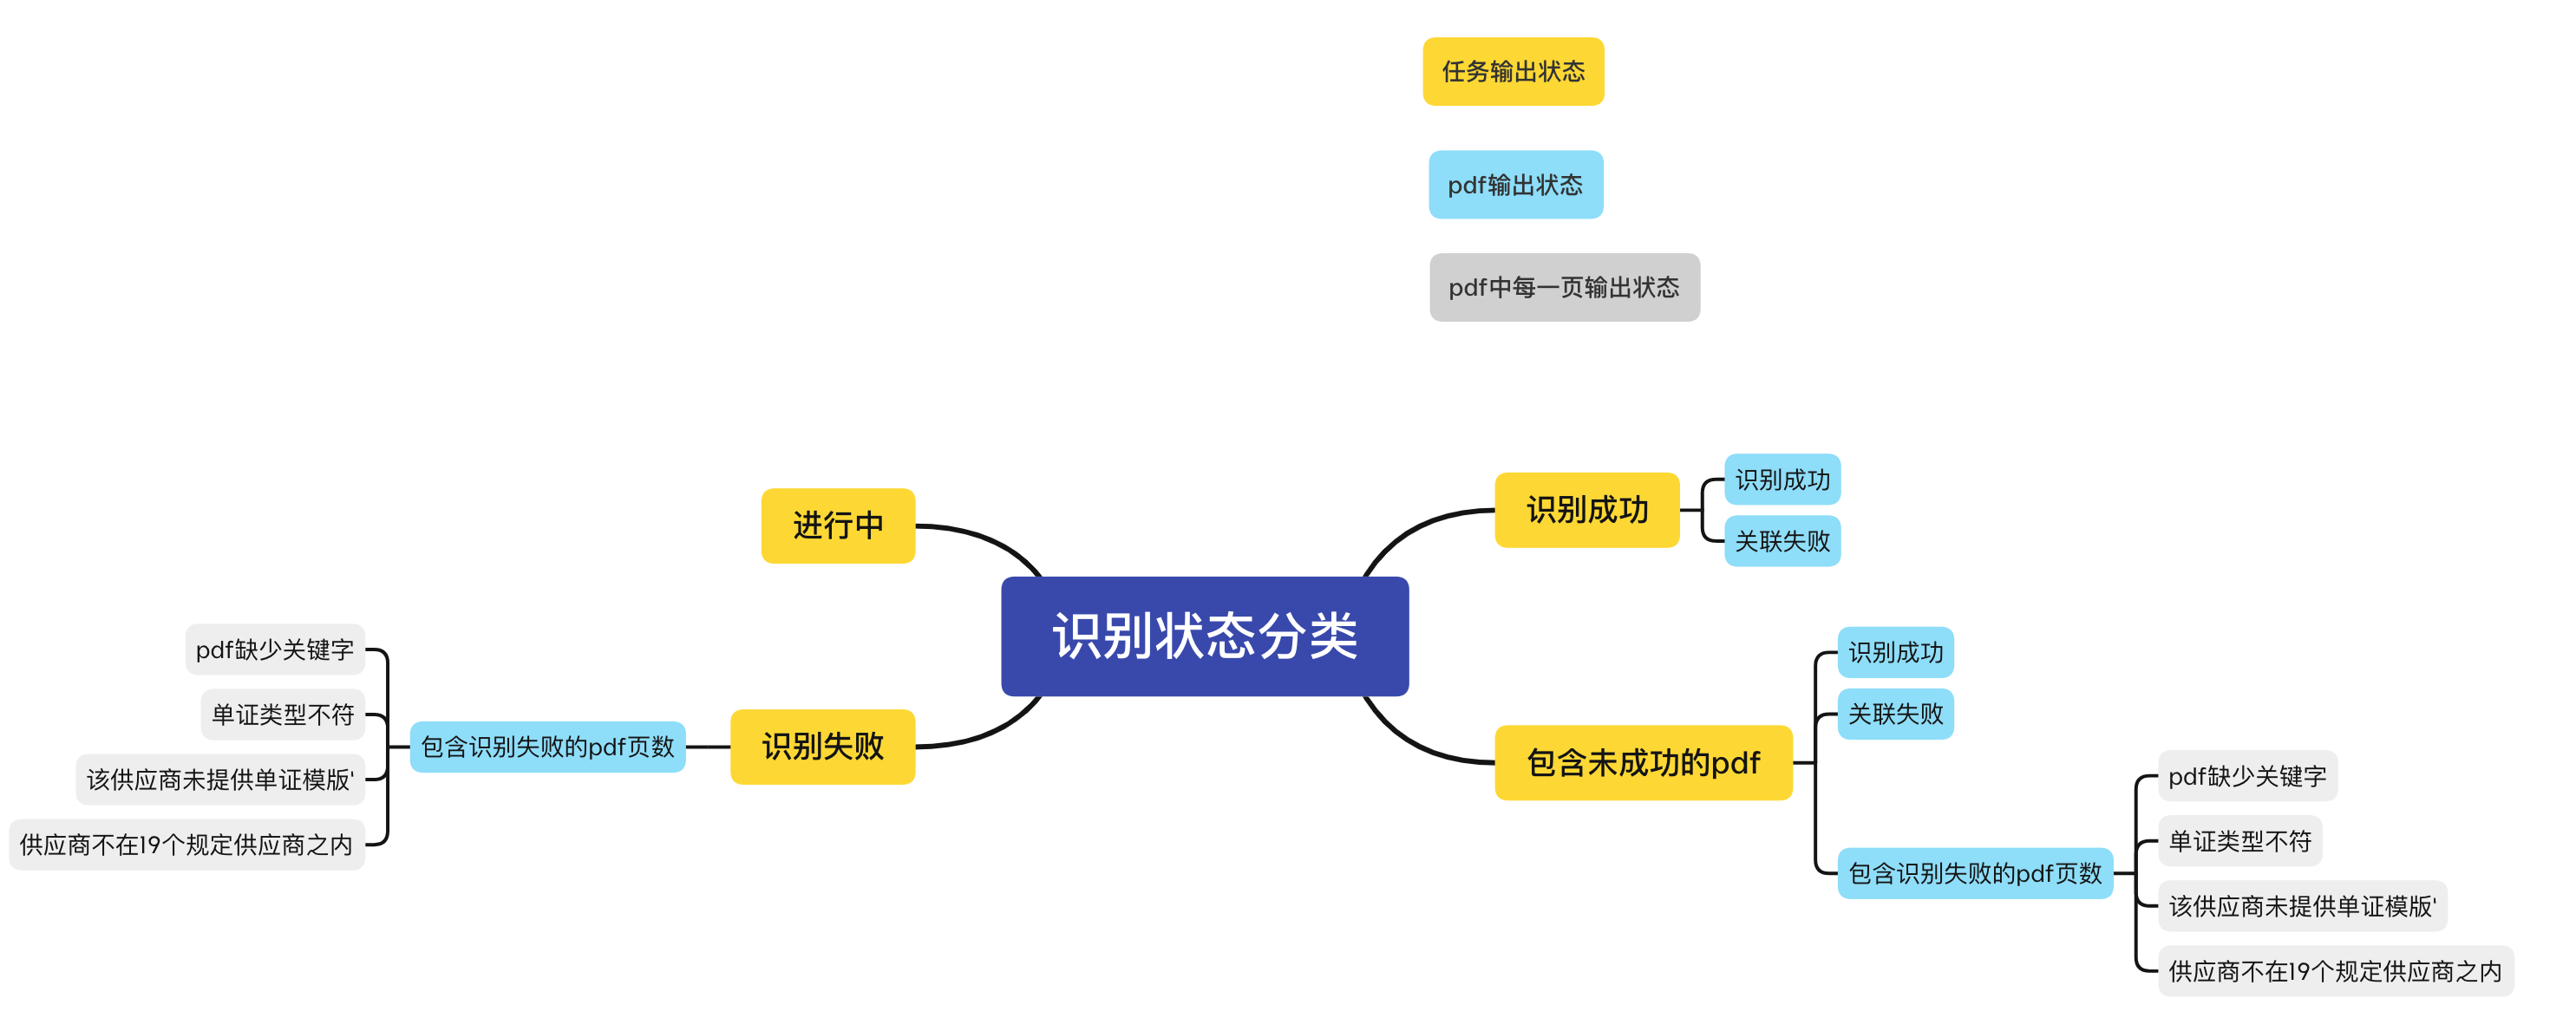 任务输出状态
pdf输出状态
pdf中每一页输出状态
识别状态分类
识别成功
识别成功
关联失败
包含未成功的pdf
识别成功
关联失败
包含识别失败的pdf页数
pdf缺少关键字
单证类型不符
该供应商未提供单证模版'
供应商不在19个规定供应商之内
进行中
识别失败
包含识别失败的pdf页数
pdf缺少关键字
单证类型不符
该供应商未提供单证模版'
供应商不在19个规定供应商之内